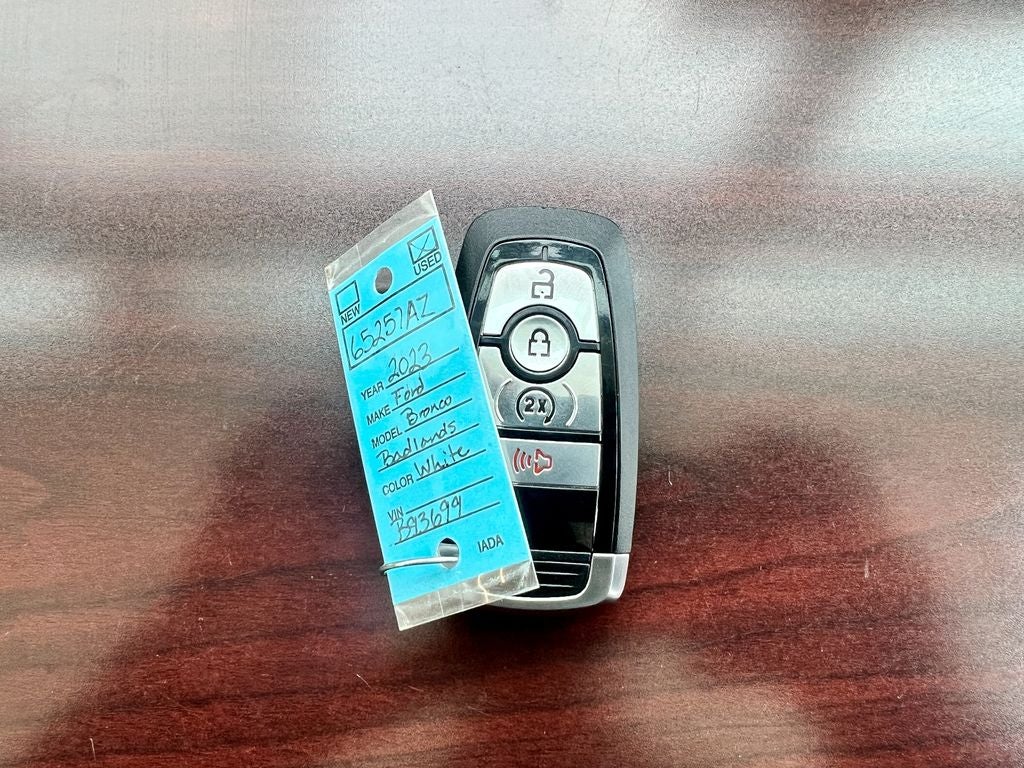 USED
NEW
65257AZ
YEAR 2023
MAKE Ford
MODEL Bronco
Badlands
COLOR White
VIN
B93699
IADA
2X